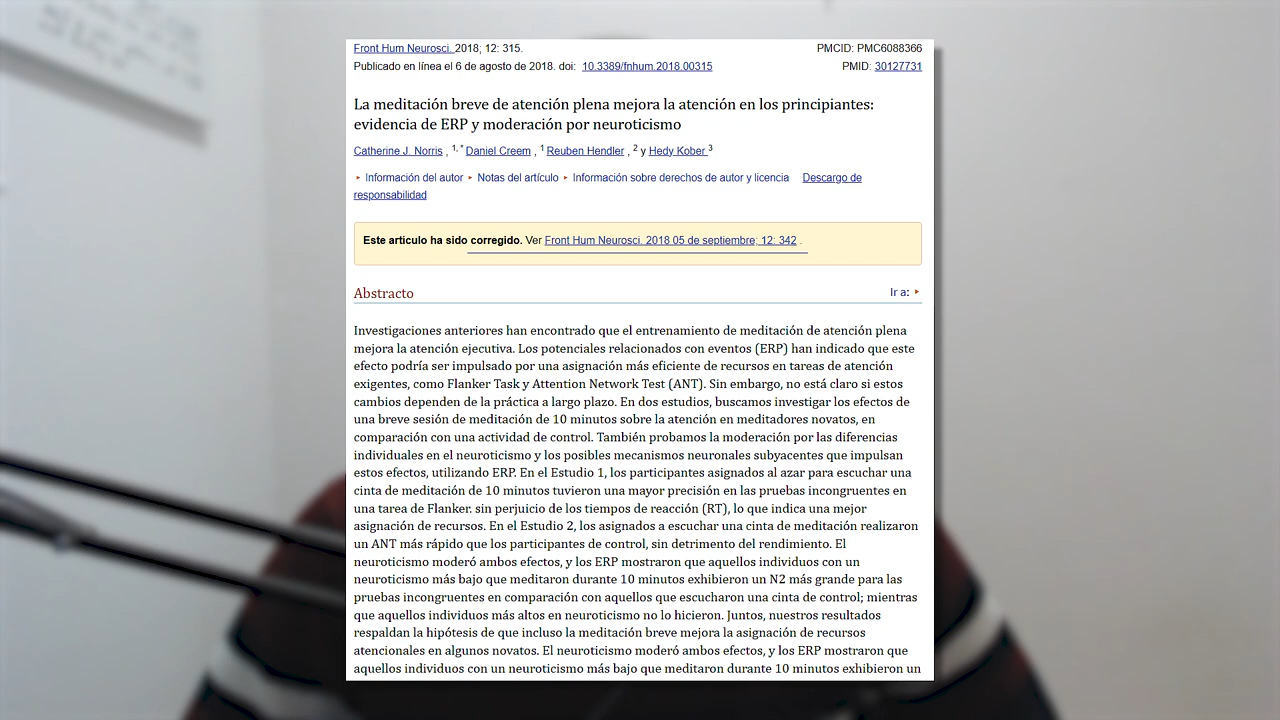 Front Hum Neurosci. 2018; 12: 315.
PMCID: PMC6088366
Publicado en línea el 6 de agosto de 2018. doi: 10.3389/fnhum.2018.00315
PMID: 30127731
La meditación breve de atención plena mejora la atención en los principiantes:
evidencia de ERP y moderación por neuroticismo
Catherine J. Norris , 1, * Daniel Creem , 1 Reuben Hendler , 2 y Hedy Kober 3
Información del autor Notas del artículo Información sobre derechos de autor y licencia Descargo de
responsabilidad
Este artículo ha sido corregido. Ver Front Hum Neurosci. 2018 05 de septiembre; 12: 342 .
Abstracto
Ir a:
Investigaciones anteriores han encontrado que el entrenamiento de meditación de atención plena
mejora la atención ejecutiva. Los potenciales relacionados con eventos (ERP) han indicado que este
efecto podría ser impulsado por una asignación más eficiente de recursos en tareas de atención
exigentes, como Flanker Task y Attention Network Test (ANT). Sin embargo, no está claro si estos
cambios dependen de la práctica a largo plazo. En dos estudios, buscamos investigar los efectos de
una breve sesión de meditación de 10 minutos sobre la atención en meditadores novatos, en
comparación con una actividad de control. También probamos la moderación por las diferencias
individuales en el neuroticismo y los posibles mecanismos neuronales subyacentes que impulsan
estos efectos, utilizando ERP. En el Estudio 1, los participantes asignados al azar para escuchar una
cinta de meditación de 10 minutos tuvieron una mayor precisión en las pruebas incongruentes en
una tarea de Flanker. sin perjuicio de los tiempos de reacción (RT), lo que indica una mejor
asignación de recursos. En el Estudio 2, los asignados a escuchar una cinta de meditación realizaron
un ANT más rápido que los participantes de control, sin detrimento del rendimiento. El
neuroticismo moderó ambos efectos, y los ERP mostraron que aquellos individuos con un
neuroticismo más bajo que meditaron durante 10 minutos exhibieron un N2 más grande para las
pruebas incongruentes en comparación con aquellos que escucharon una cinta de control; mientras
que aquellos individuos más altos en neuroticismo no lo hicieron. Juntos, nuestros resultados
respaldan la hipótesis de que incluso la meditación breve mejora la asignación de recursos
atencionales en algunos novatos. El neuroticismo moderó ambos efectos, y los ERP mostraron que
aquellos individuos con un neuroticismo más bajo que meditaron durante 10 minutos exhibieron un